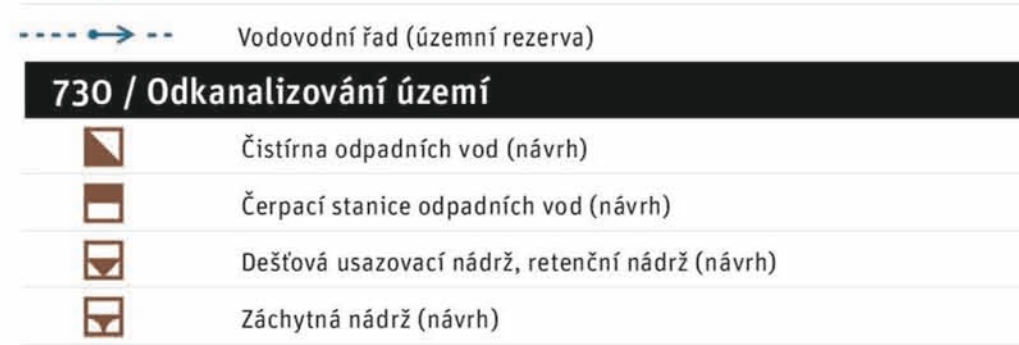 Vodovodní řad (územní rezerva)
730 / Odkanalizování území
Čistírna odpadních vod (návrh)
Čerpací stanice odpadních vod (návrh)
Dešťová usazovací nádrž, retenční nádrž (návrh)
Záchytná nádrž (návrh)